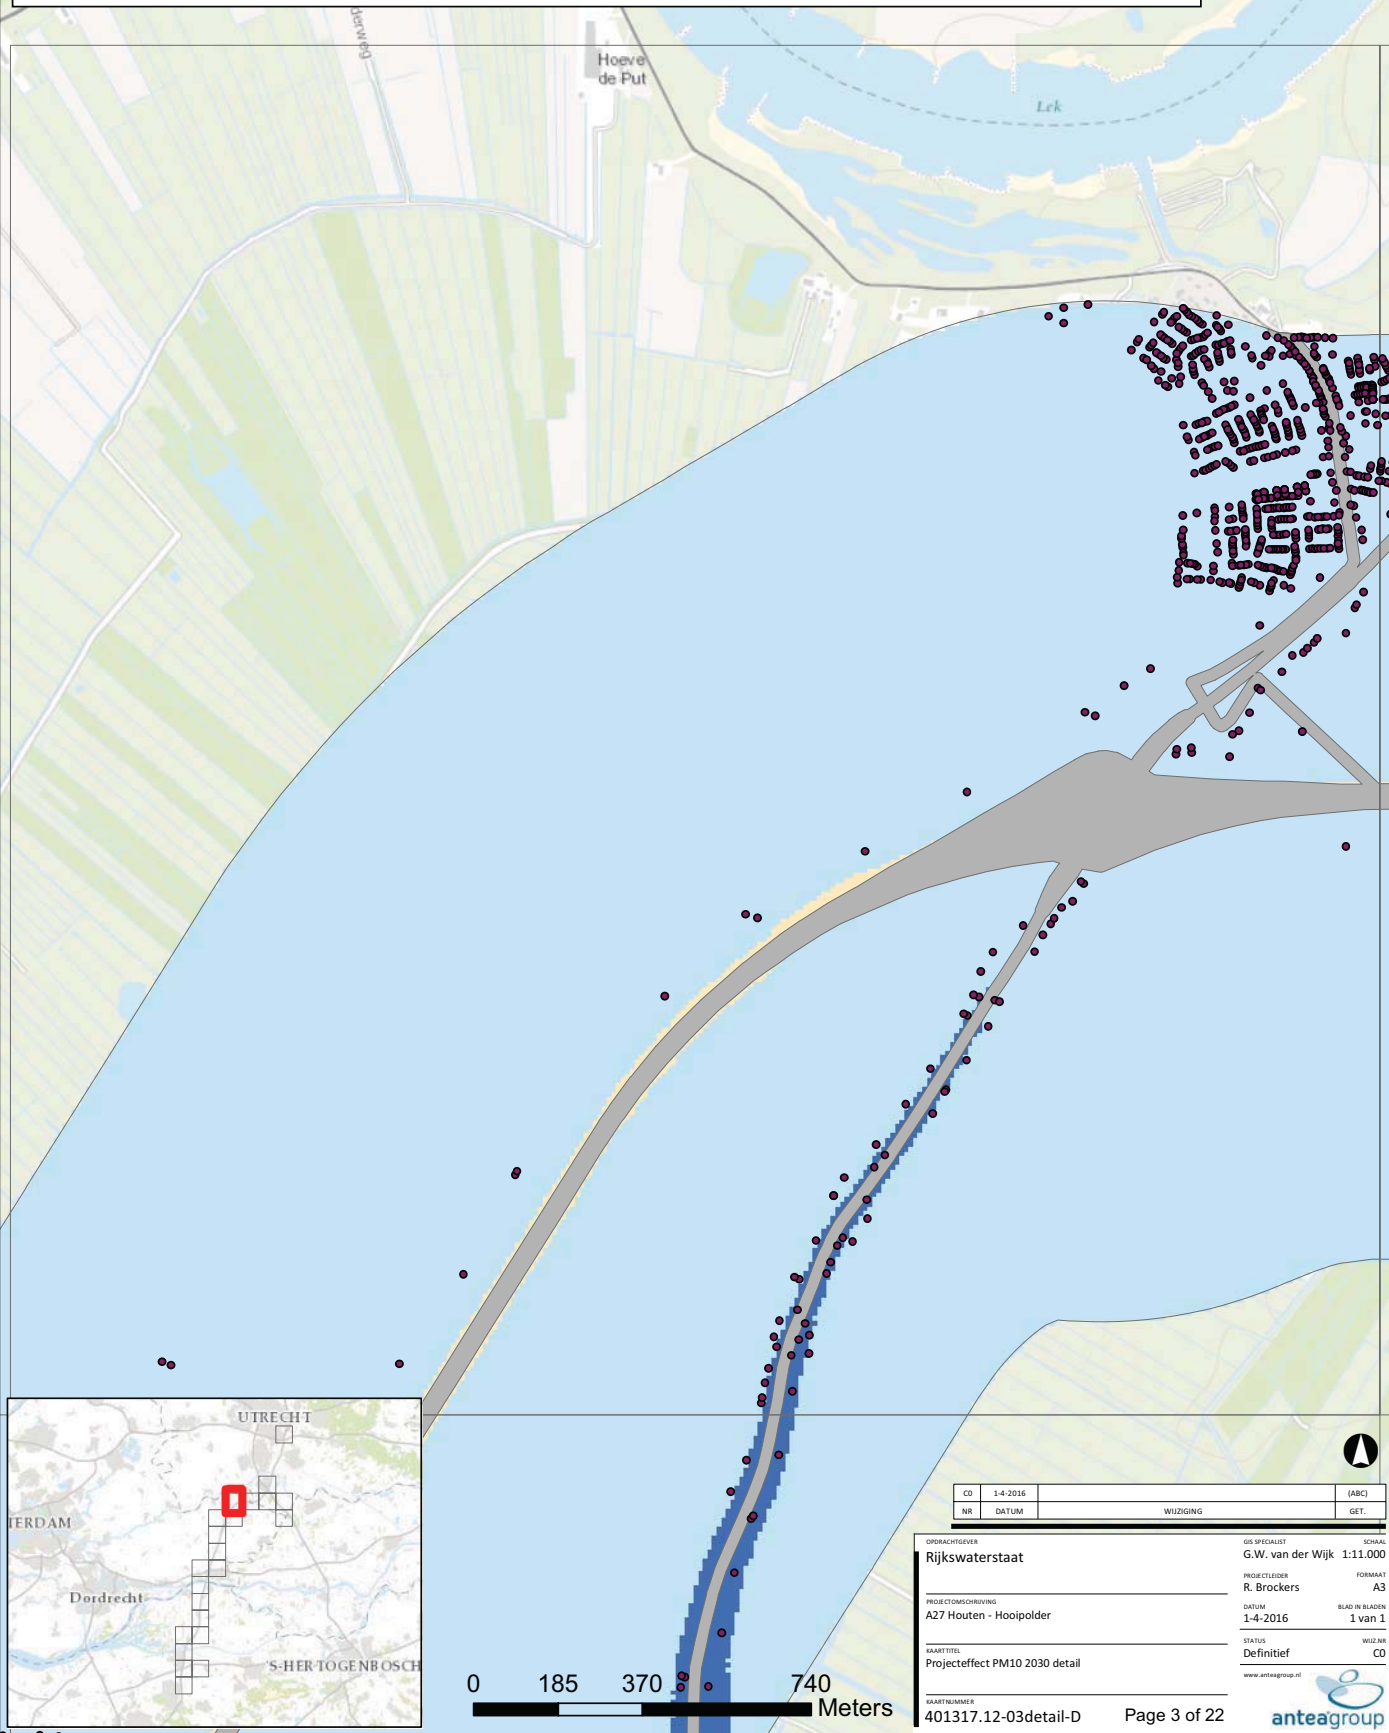 derweg
Hoeve
de Put
Lek
UTRECHT
TERDAM
Dordrecht
'S-HERTOGENBOSCH
0 185 370 740
Meters
C0 1-4-2016 (ABC)
NR DATUM WIJZIGING GET.
OPDRACHTGEVER
Rijkswaterstaat
GIS SPECIALIST SCHAAL
G.W. van der Wijk 1:11.000
PROJECTLEIDER FORMAAT
R. Brockers A3
PROJECTOMSCHRIJVING
A27 Houten - Hooipolder
DATUM BLAD IN BLADEN
1-4-2016 1 van 1
KAARTTITEL
Projecteffect PM10 2030 detail
STATUS WIJZ.NR
Definitief C0
www.anteagroup.nl
KAARTNUMMER
401317.12-03detail-D
Page 3 of 22
anteagroup